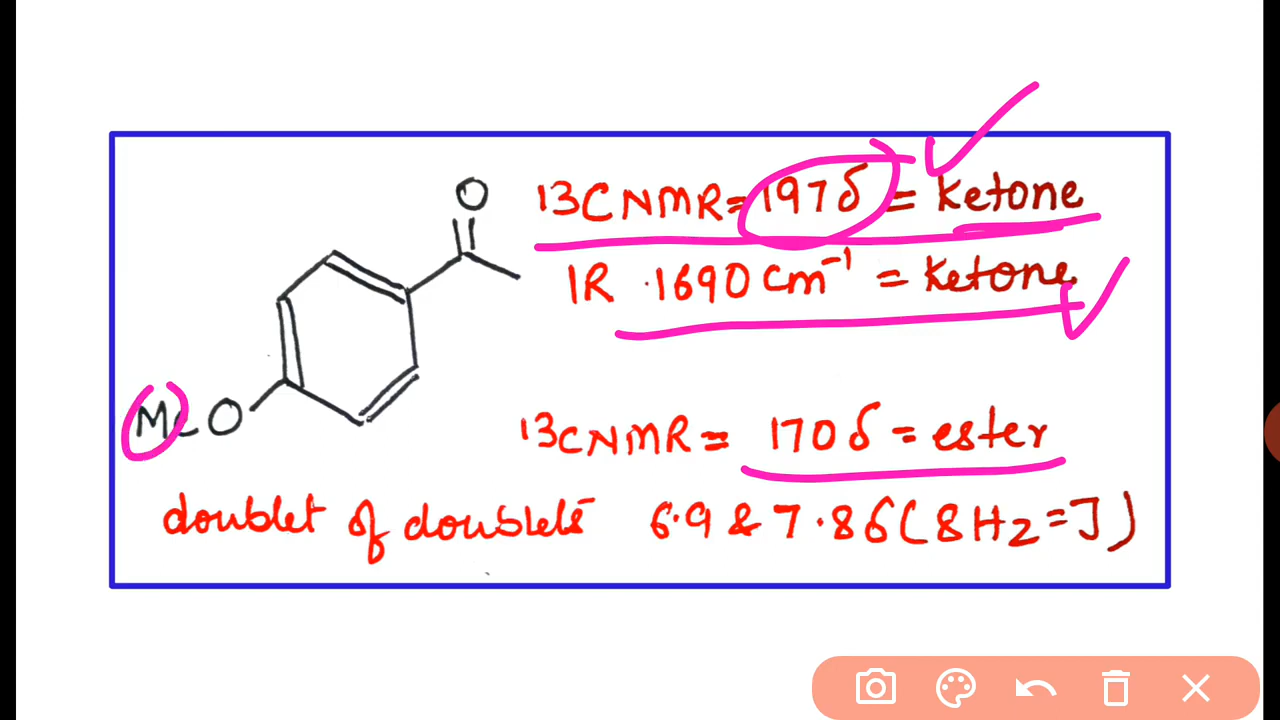 13CNMR=197δ = Ketone
O
IR .1690 cm⁻¹ = Ketone
MeO
13CNMR = 170δ = ester
doublet of doublets 6.9 & 7.8δ (8Hz=J)